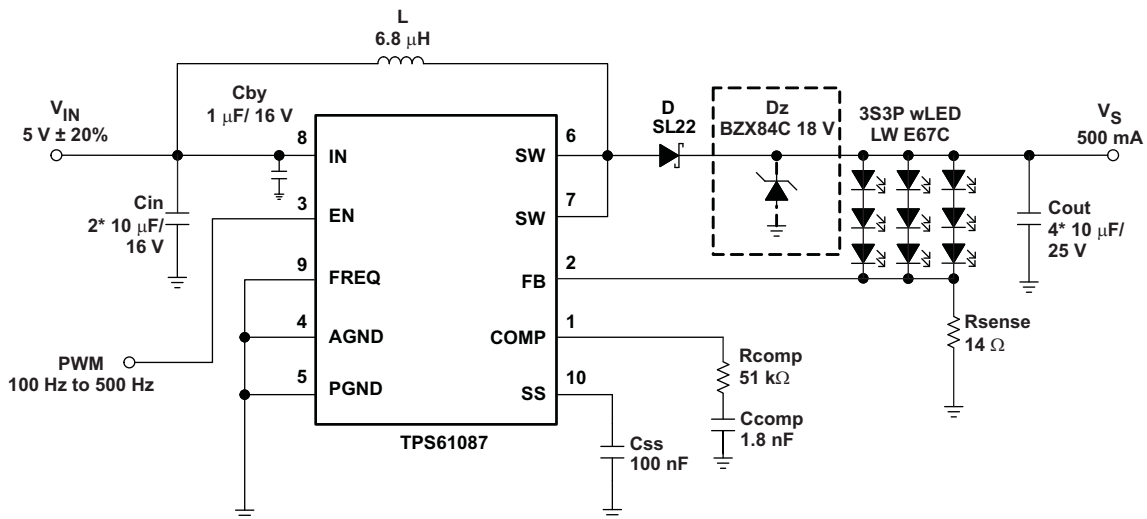 L
6.8 µH
Cby
1 µF/ 16 V
VIN
5 V ± 20%
Cin
2* 10 µF/
16 V
PWM
100 Hz to 500 Hz
8
IN
3
EN
9
FREQ
4
AGND
5
PGND
6
SW
7
SW
2
FB
1
COMP
10
SS
TPS61087
D
SL22
Dz
BZX84C 18 V
3S3P wLED
LW E67C
VS
500 mA
Cout
4* 10 µF/
25 V
Rsense
14 Ω
Rcomp
51 kΩ
Ccomp
1.8 nF
Css
100 nF